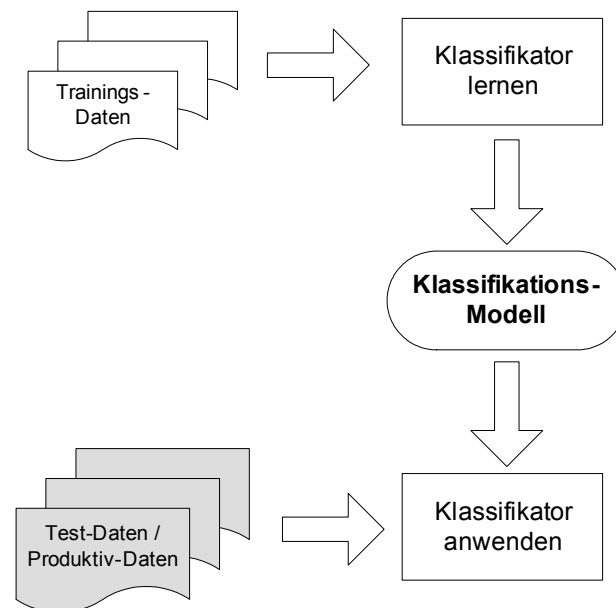 Trainings-
Daten
Klassifikator
lernen
Klassifikations-
Modell
Test-Daten /
Produktiv-Daten
Klassifikator
anwenden